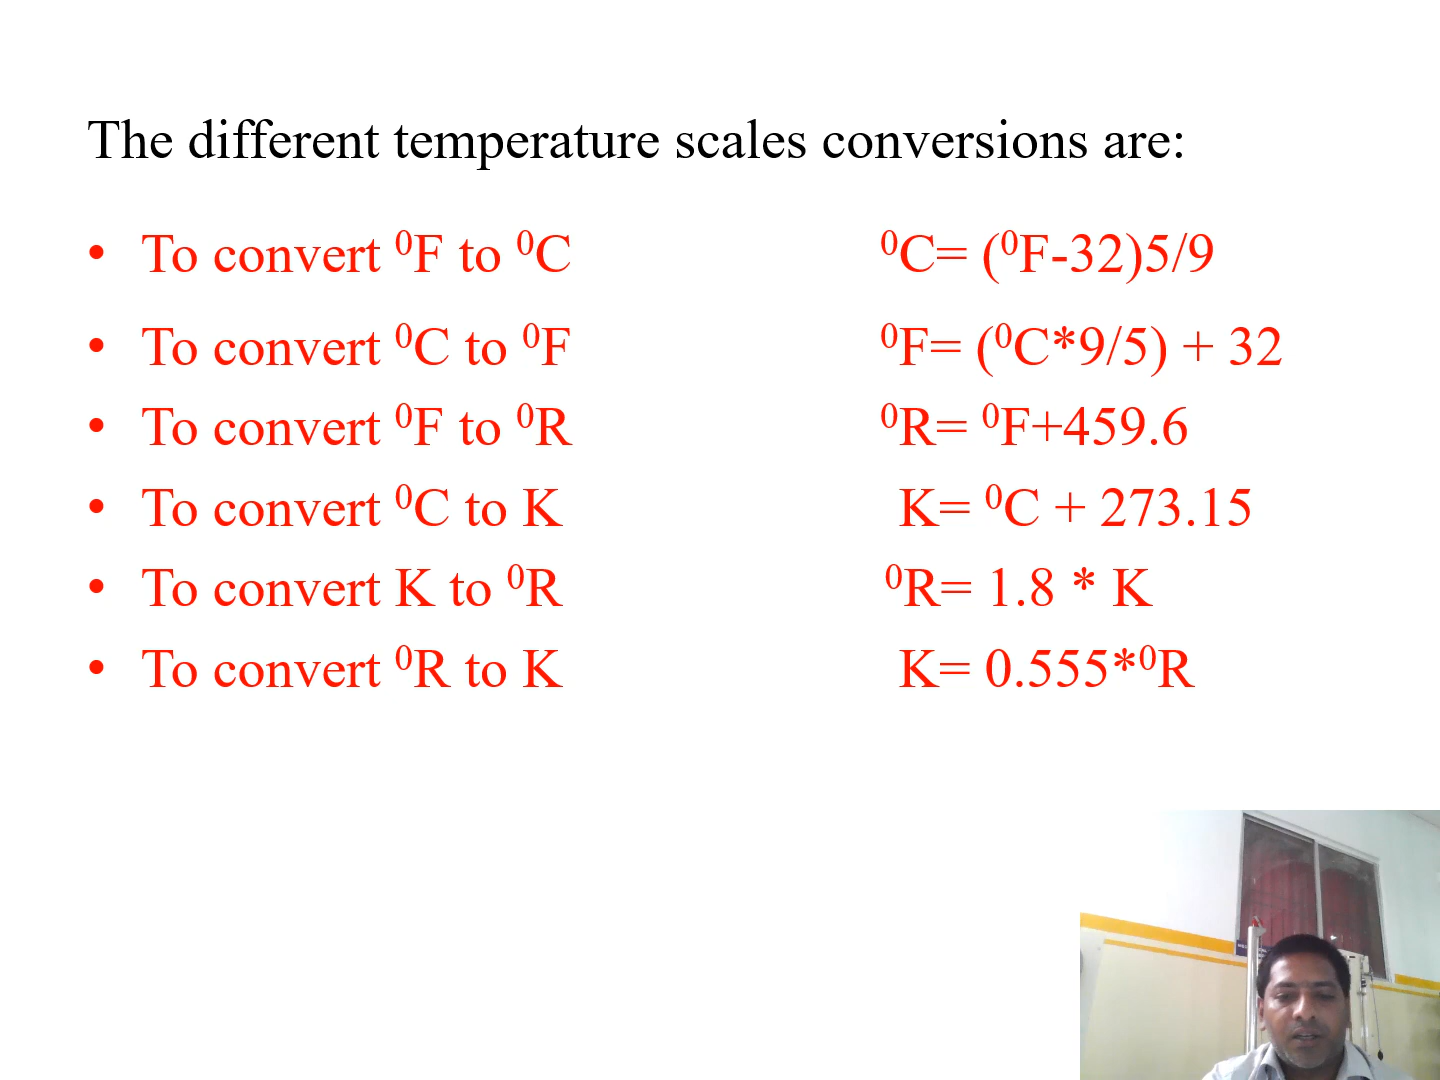 The different temperature scales conversions are:
• To convert ⁰F to ⁰C ⁰C= (⁰F-32)5/9
• To convert ⁰C to ⁰F ⁰F= (⁰C*9/5) + 32
• To convert ⁰F to ⁰R ⁰R= ⁰F+459.6
• To convert ⁰C to K K= ⁰C + 273.15
• To convert K to ⁰R ⁰R= 1.8 * K
• To convert ⁰R to K K= 0.555*⁰R